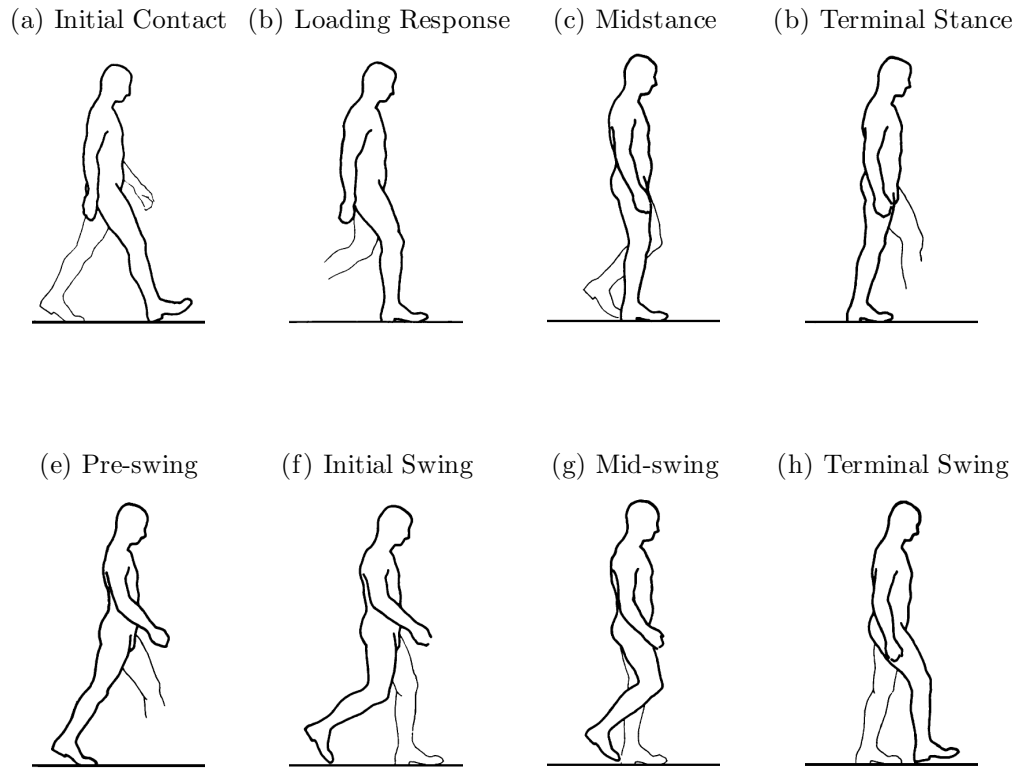 (a) Initial Contact (b) Loading Response (c) Midstance (b) Terminal Stance
(e) Pre-swing (f) Initial Swing (g) Mid-swing (h) Terminal Swing